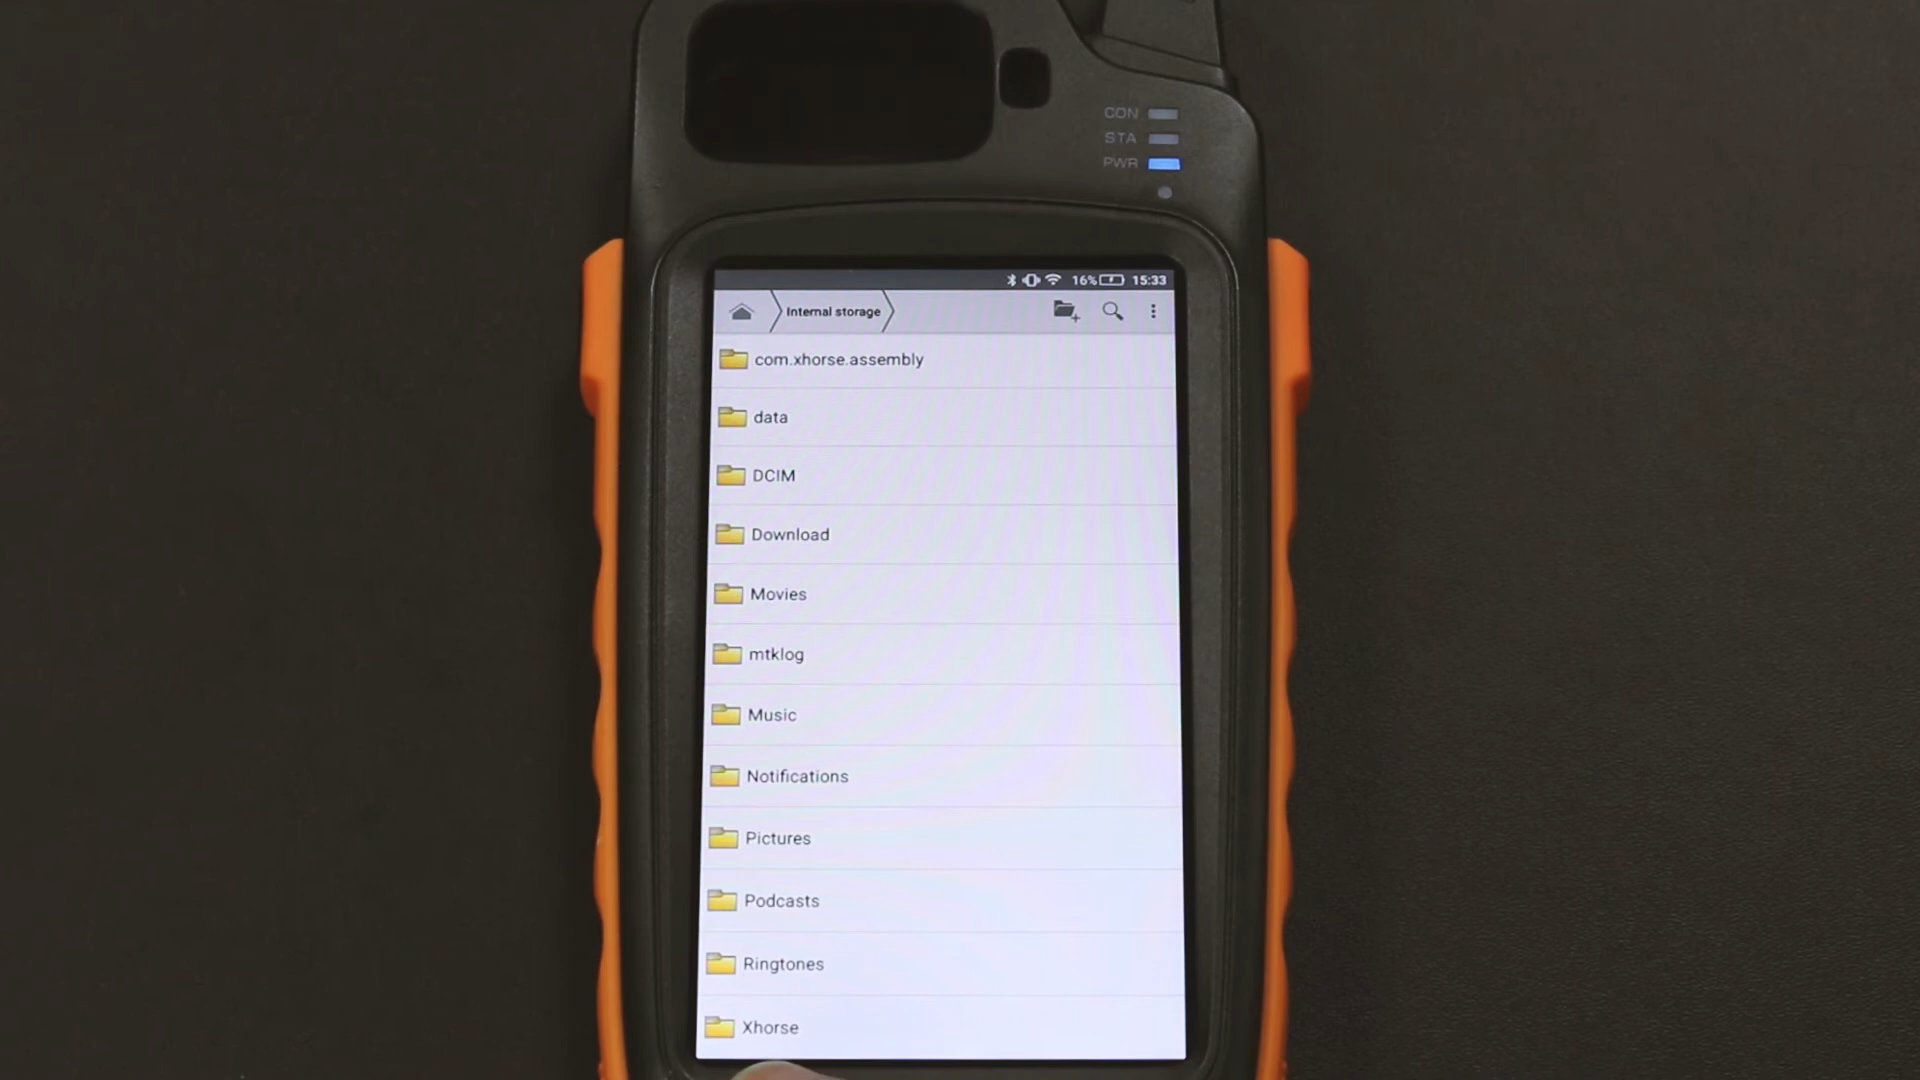 CON
STA
PWR
16% 15:33
Internal storage
com.xhorse.assembly
data
DCIM
Download
Movies
mtklog
Music
Notifications
Pictures
Podcasts
Ringtones
Xhorse